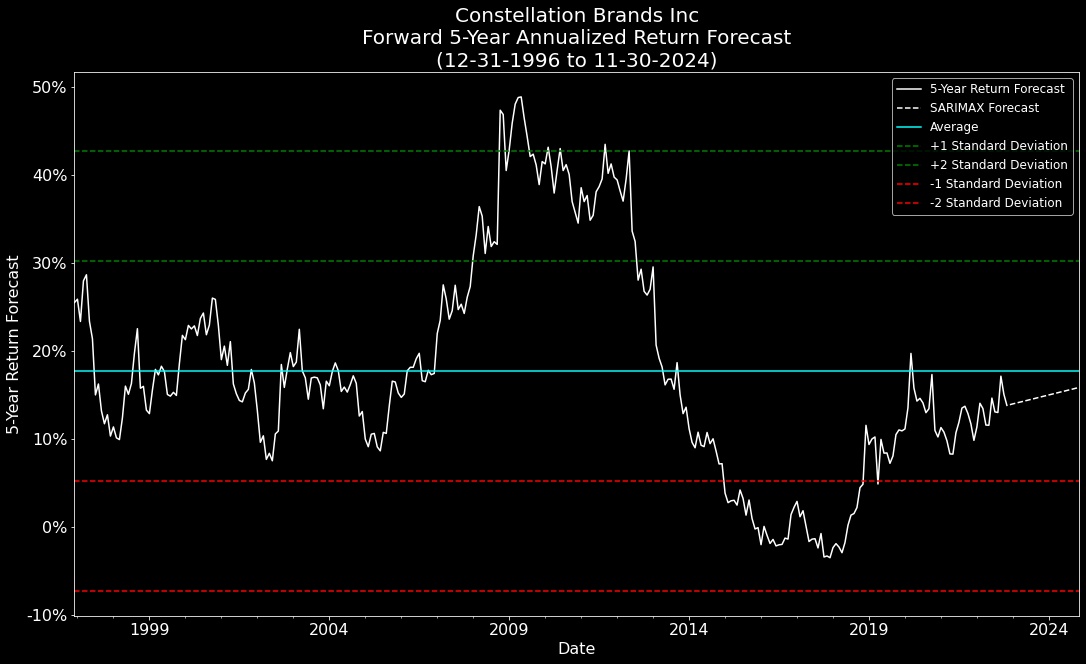 Constellation Brands Inc
Forward 5-Year Annualized Return Forecast
(12-31-1996 to 11-30-2024)
5-Year Return Forecast
SARIMAX Forecast
Average
+1 Standard Deviation
+2 Standard Deviation
-1 Standard Deviation
-2 Standard Deviation
5-Year Return Forecast
50%
40%
30%
20%
10%
0%
-10%
1999
2004
2009
2014
2019
2024
Date